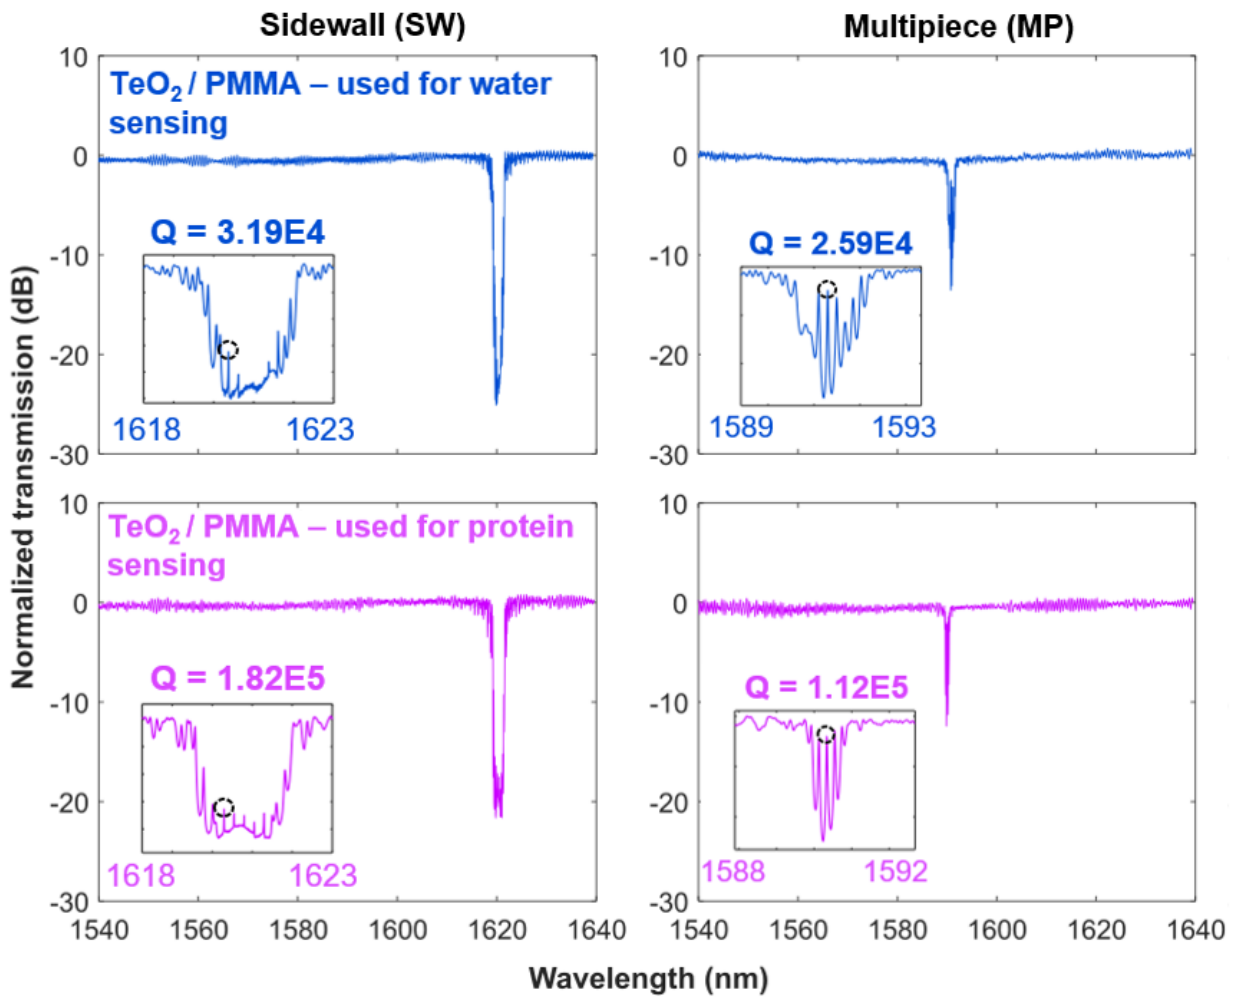 Sidewall (SW)
Multipiece (MP)
Normalized transmission (dB)
10
0
-10
-20
-30
TeO₂ / PMMA – used for water
sensing
Q = 3.19E4
1618 1623
10
0
-10
-20
-30
Q = 2.59E4
1589 1593
10
0
-10
-20
-30
TeO₂ / PMMA – used for protein
sensing
Q = 1.82E5
1618 1623
1540 1560 1580 1600 1620 1640
10
0
-10
-20
-30
Q = 1.12E5
1588 1592
1540 1560 1580 1600 1620 1640
Wavelength (nm)